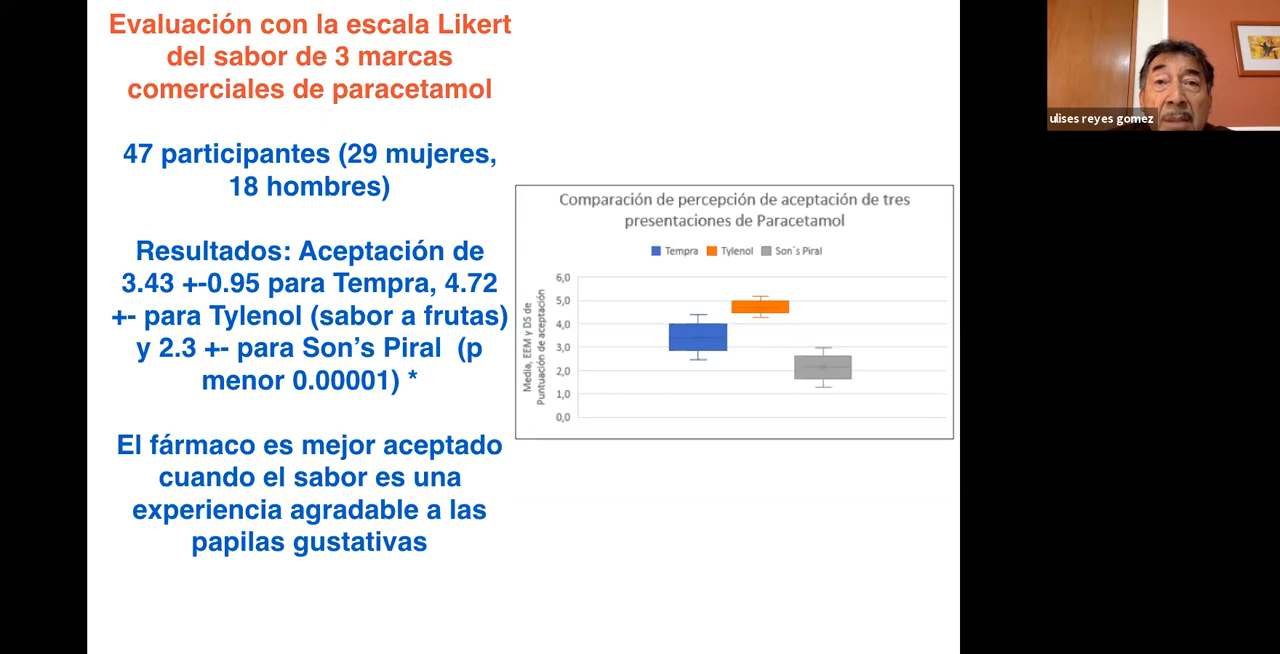 Evaluación con la escala Likert
del sabor de 3 marcas
comerciales de paracetamol
47 participantes (29 mujeres,
18 hombres)
Resultados: Aceptación de
3.43 +-0.95 para Tempra, 4.72
+- para Tylenol (sabor a frutas)
y 2.3 +- para Son’s Piral (p
menor 0.00001) *
El fármaco es mejor aceptado
cuando el sabor es una
experiencia agradable a las
papilas gustativas
Comparación de percepción de aceptación de tres
presentaciones de Paracetamol
Tempra Tylenol Son´s Piral
Media, EEM y DS de
Puntuación de aceptación
6,0
5,0
4,0
3,0
2,0
1,0
0,0
ulises reyes gomez